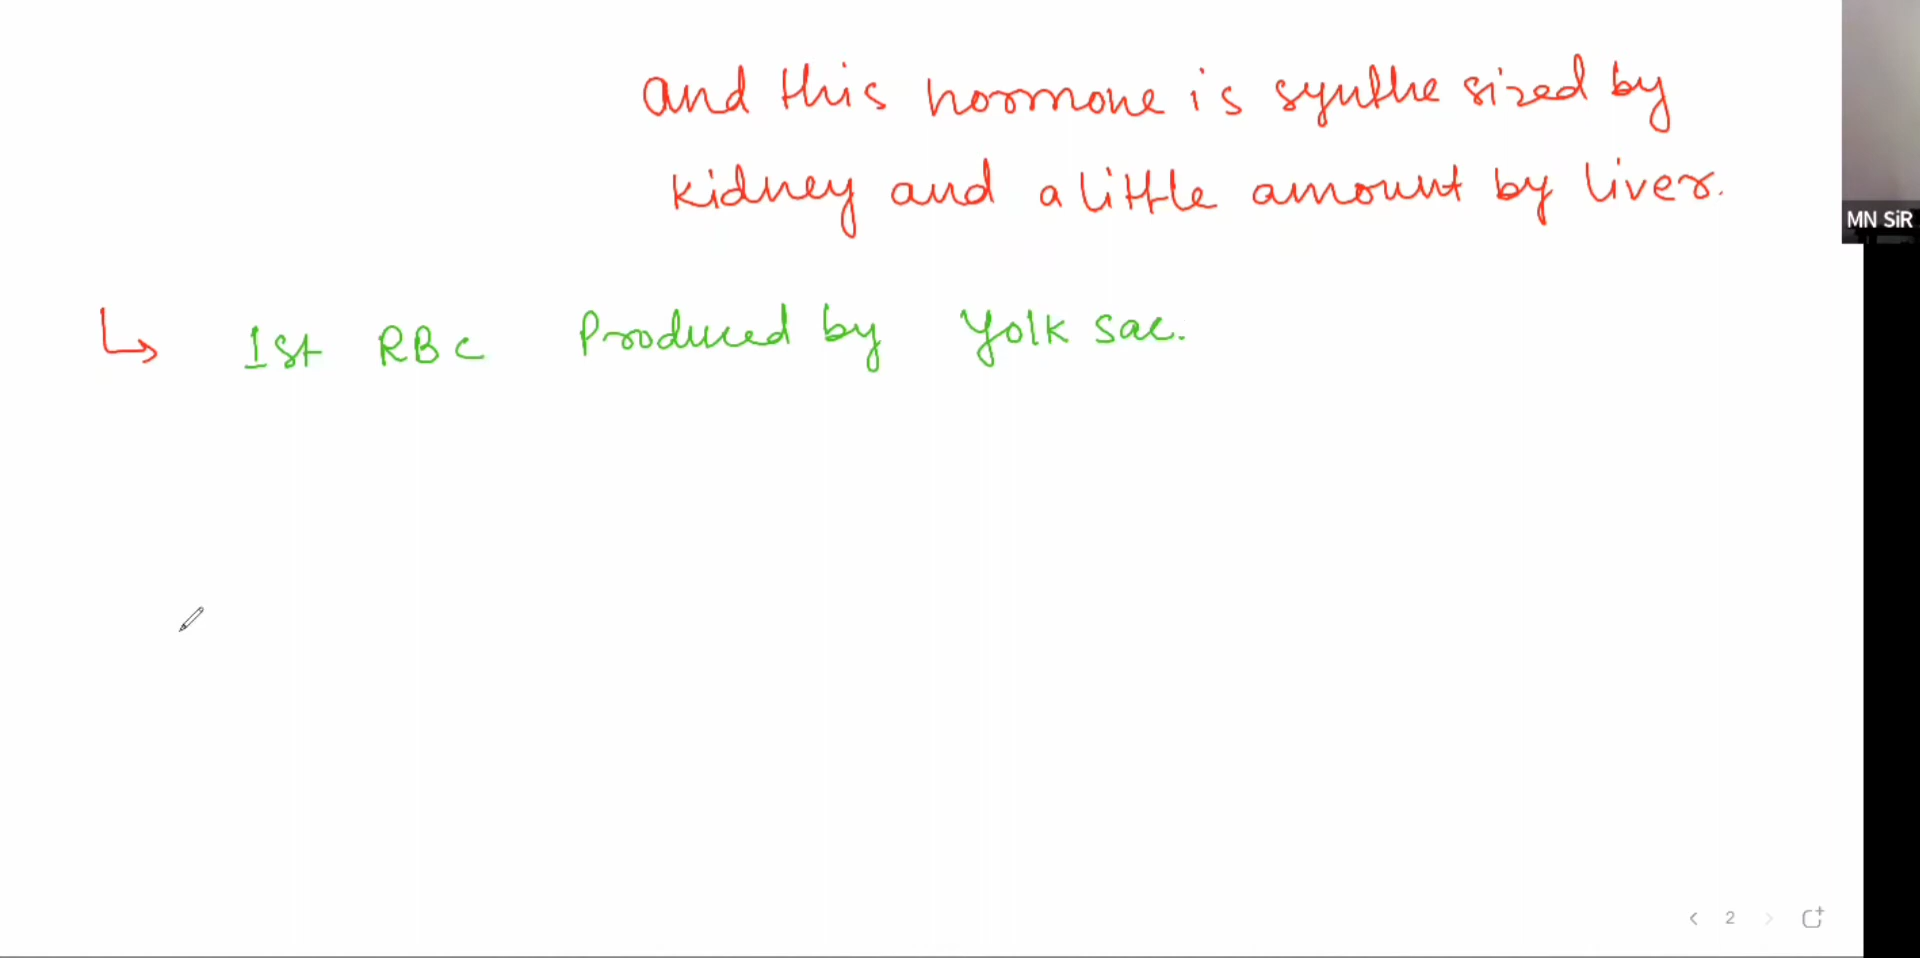 and this hormone is synthesized by
kidney and a little amount by liver.
MN SiR
↳ 1st RBC Produced by Yolk sac.
2